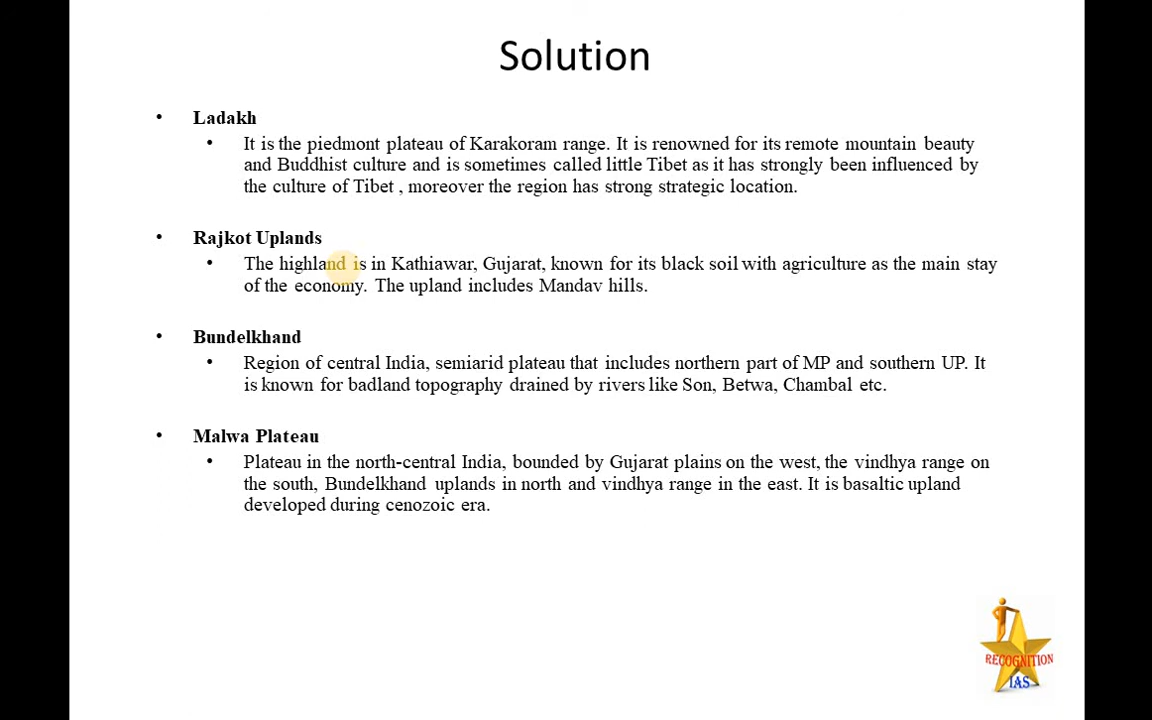 Solution
• Ladakh
• It is the piedmont plateau of Karakoram range. It is renowned for its remote mountain beauty
and Buddhist culture and is sometimes called little Tibet as it has strongly been influenced by
the culture of Tibet , moreover the region has strong strategic location.
• Rajkot Uplands
• The highland is in Kathiawar, Gujarat, known for its black soil with agriculture as the main stay
of the economy. The upland includes Mandav hills.
• Bundelkhand
• Region of central India, semiarid plateau that includes northern part of MP and southern UP. It
is known for badland topography drained by rivers like Son, Betwa, Chambal etc.
• Malwa Plateau
• Plateau in the north-central India, bounded by Gujarat plains on the west, the vindhya range on
the south, Bundelkhand uplands in north and vindhya range in the east. It is basaltic upland
developed during cenozoic era.
RECOGNITION
IAS